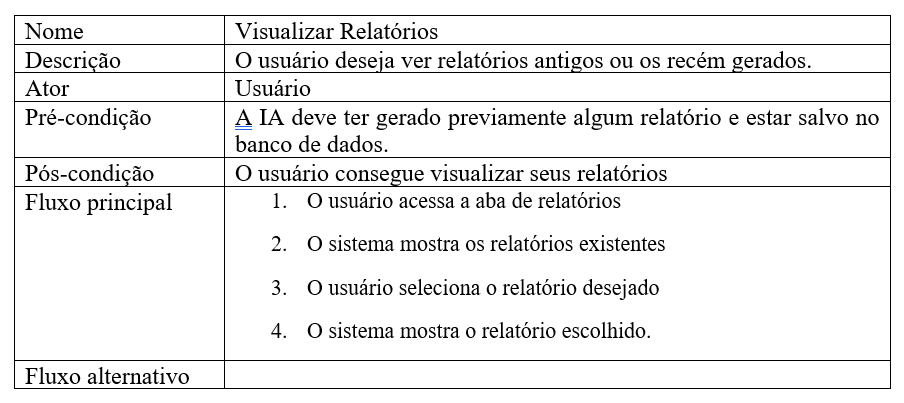 Nome
Visualizar Relatórios
Descrição
O usuário deseja ver relatórios antigos ou os recém gerados.
Ator
Usuário
Pré-condição
A IA deve ter gerado previamente algum relatório e estar salvo no
banco de dados.
Pós-condição
O usuário consegue visualizar seus relatórios
Fluxo principal
1. O usuário acessa a aba de relatórios
2. O sistema mostra os relatórios existentes
3. O usuário seleciona o relatório desejado
4. O sistema mostra o relatório escolhido.
Fluxo alternativo